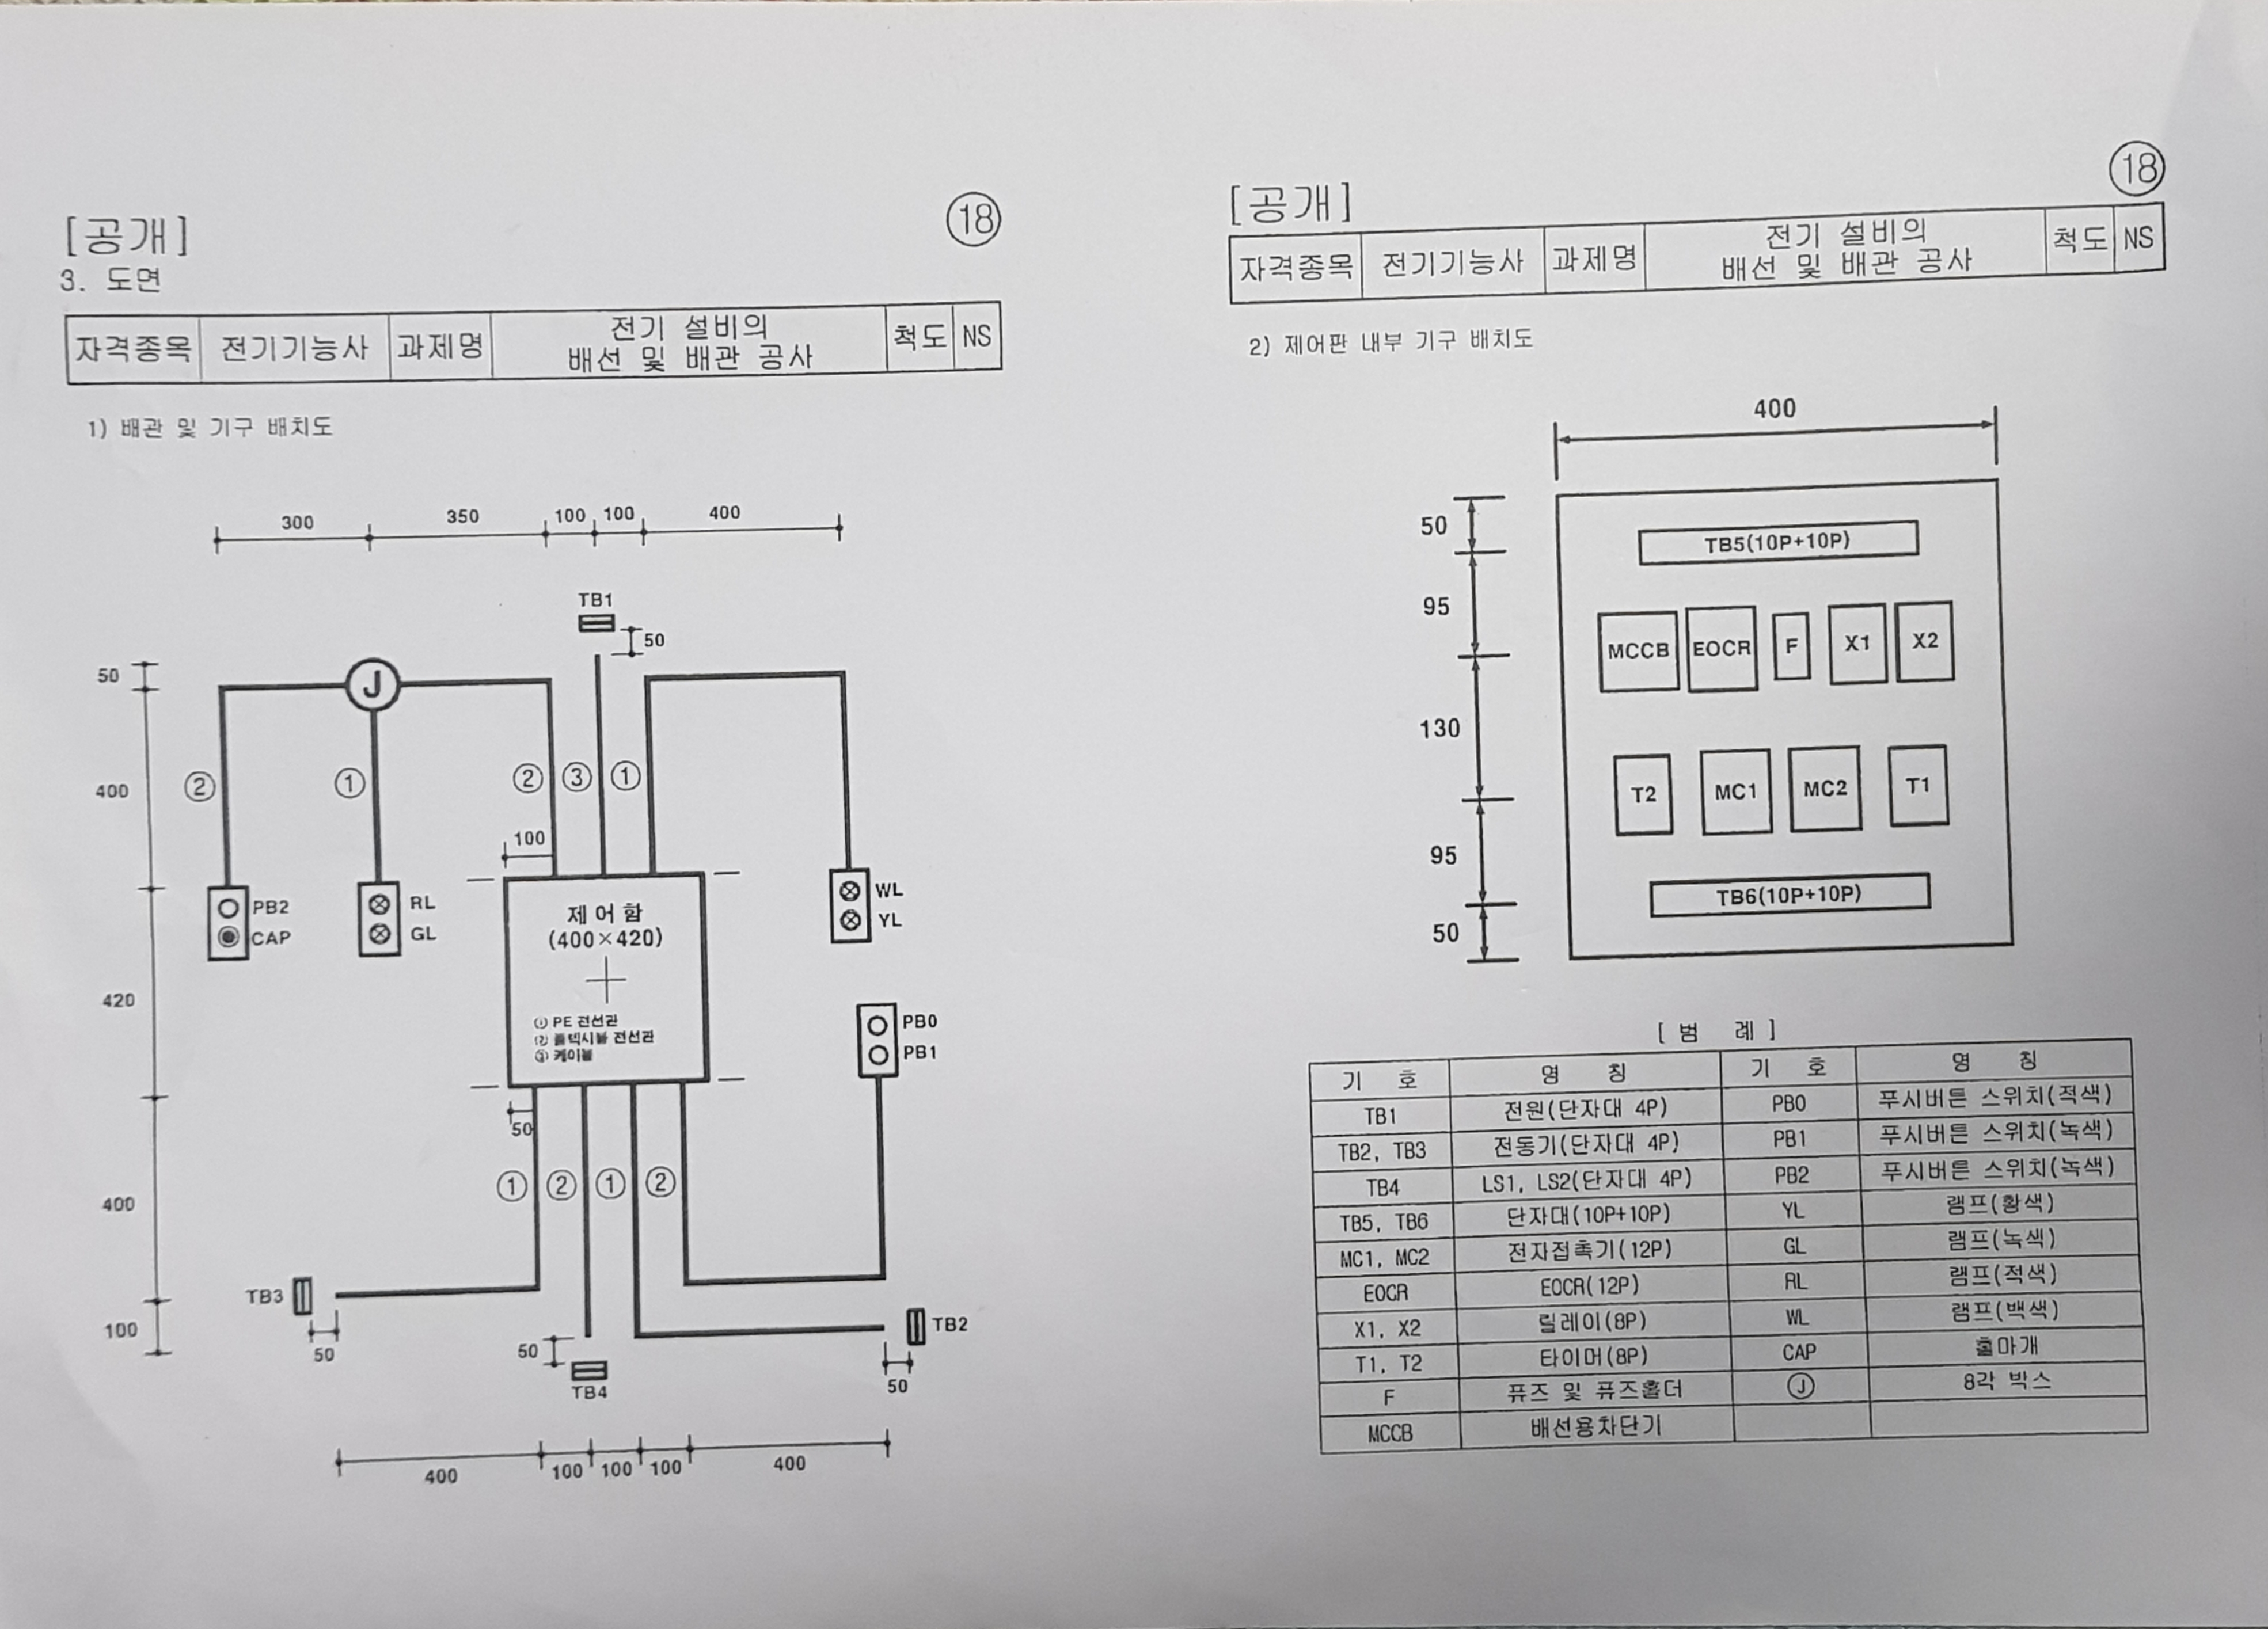 [공개]
⑱
3. 도면
자격종목 전기기능사 과제명 전기 설비의 배선 및 배관 공사 척도 NS
1) 배관 및 기구 배치도
300 350 100 100 400
TB1
50
50
J
400
② ① ② ③ ①
100
PB2
CAP
RL
GL
제어함
(400×420)
① PE 전선관
② 플렉시블 전선관
③ 케이블
WL
YL
420
PB0
PB1
50
400
① ② ① ②
TB3
50
100
50
TB4
TB2
50
400 100 100 100 400
[공개]
⑱
자격종목 전기기능사 과제명 전기 설비의 배선 및 배관 공사 척도 NS
2) 제어판 내부 기구 배치도
400
50
TB5(10P+10P)
95
MCCB EOCR F X1 X2
130
T2 MC1 MC2 T1
95
TB6(10P+10P)
50
[범 례]
기 호 명 칭 기 호 명 칭
TB1 전원(단자대 4P) PB0 푸시버튼 스위치(적색)
TB2, TB3 전동기(단자대 4P) PB1 푸시버튼 스위치(녹색)
TB4 LS1, LS2(단자대 4P) PB2 푸시버튼 스위치(녹색)
TB5, TB6 단자대(10P+10P) YL 램프(황색)
MC1, MC2 전자접촉기(12P) GL 램프(녹색)
EOCR EOCR(12P) RL 램프(적색)
X1, X2 릴레이(8P) WL 램프(백색)
T1, T2 타이머(8P) CAP 홀마개
F 퓨즈 및 퓨즈홀더 Ⓙ 8각 박스
MCCB 배선용차단기